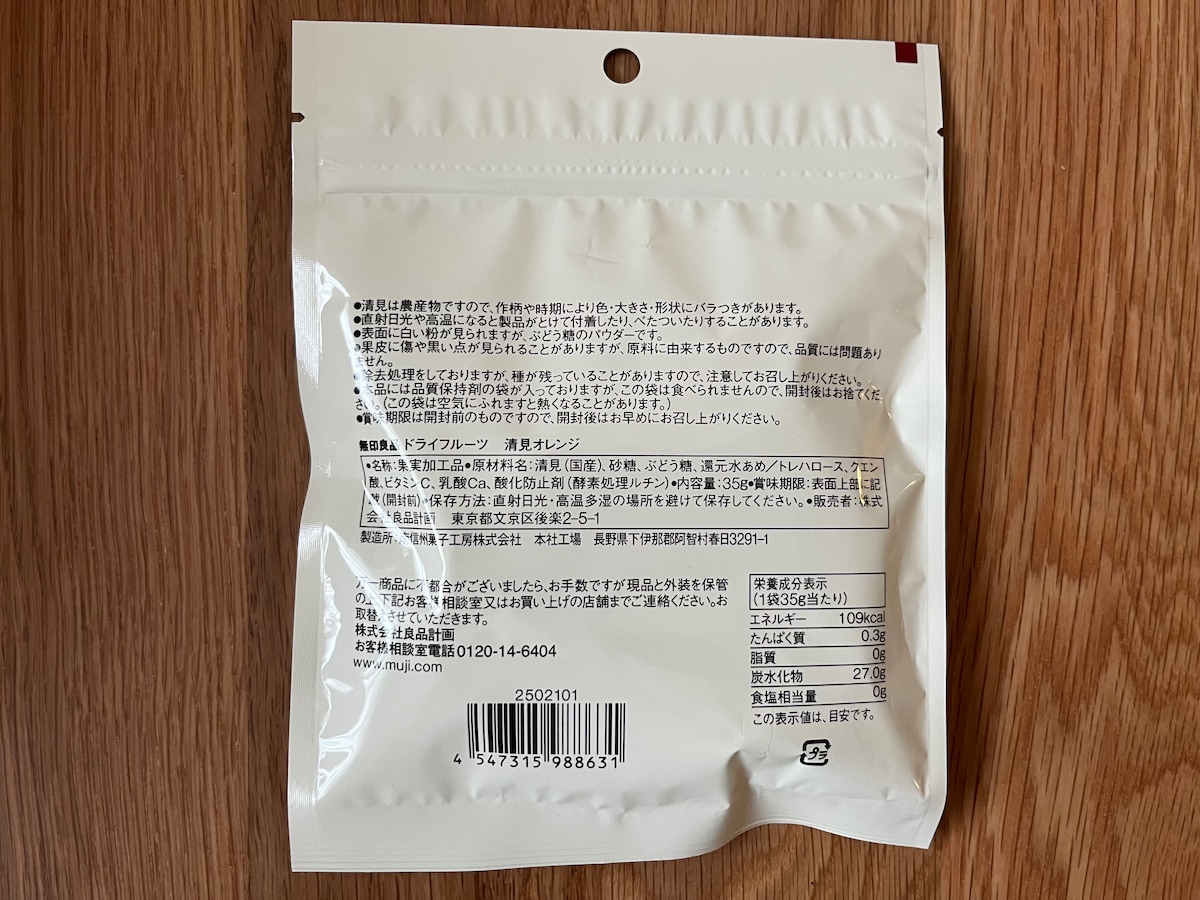 ●清見は農産物ですので、作柄や時期により色・大きさ・形状にバラつきがあります。
●直射日光や高温になると製品がとけて付着したり、べたついたりすることがあります。
●表面に白い粉が見られますが、ぶどう糖のパウダーです。
●果皮に傷や黒い点が見られることがありますが、原料に由来するものですので、品質には問題あり
ません。
●除去処理をしておりますが、種が残っていることがありますので、注意してお召し上がりください。
●本品には品質保持剤の袋が入っておりますが、この袋は食べられませんので、開封後はお捨てくだ
さい。（この袋は空気にふれますと熱くなることがあります。）
●賞味期限は開封前のものですので、開封後はお早めにお召し上がりください。
無印良品 ドライフルーツ 清見オレンジ
●名称：果実加工品●原材料名：清見（国産）、砂糖、ぶどう糖、還元水あめ／トレハロース、クエン
酸、ビタミンC、乳酸Ca、酸化防止剤（酵素処理ルチン）●内容量：35g●賞味期限：表面上部に記
載（開封前）●保存方法：直射日光・高温多湿の場所を避けて保存してください。●販売者：株式
会社良品計画 東京都文京区後楽2-5-1
製造所：南信州菓子工房株式会社 本社工場 長野県下伊那郡阿智村春日3291-1
万一商品に不都合がございましたら、お手数ですが現品と外装を保管
の上下記お客様相談室又はお買い上げの店舗までご連絡ください。お
取替えさせていただきます。
株式会社良品計画
お客様相談室電話0120-14-6404
www.muji.com
栄養成分表示
（1袋35g当たり）
エネルギー 109kcal
たんぱく質 0.3g
脂質 0g
炭水化物 27.0g
食塩相当量 0g
この表示値は、目安です。
2502101
4 547315 988631
プラ